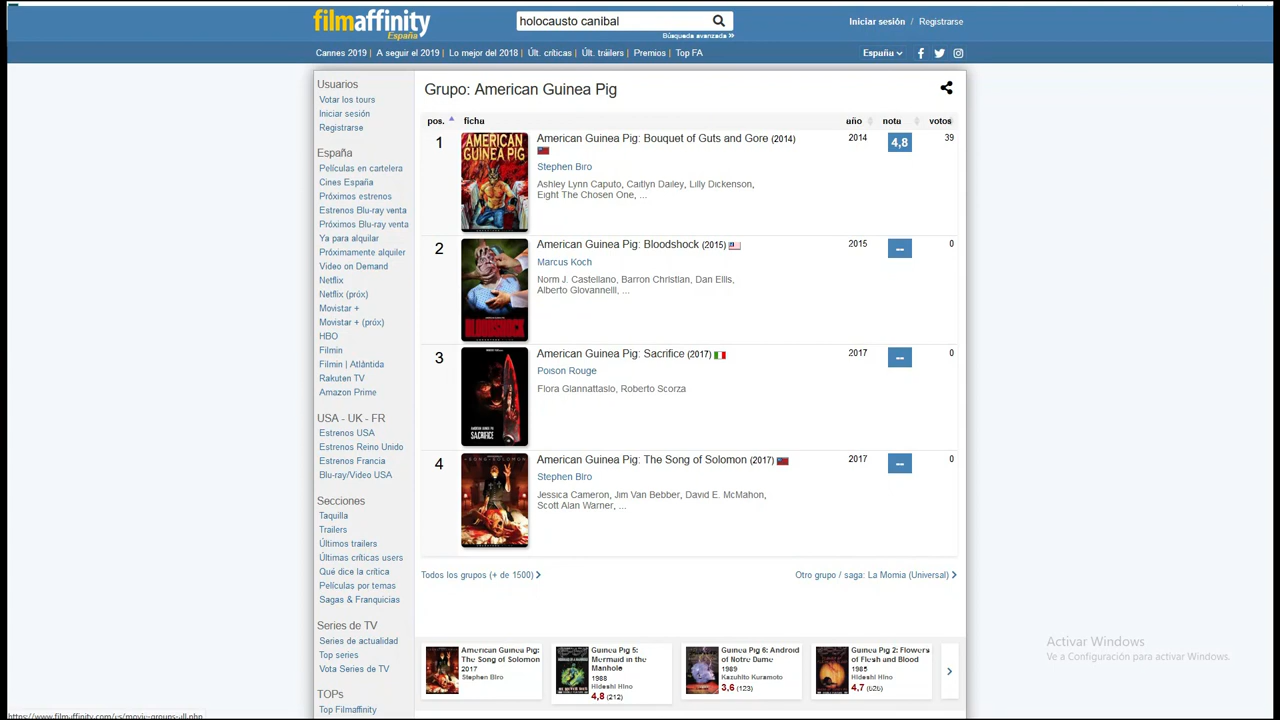 filmaffinity
España
holocausto canibal
Búsqueda avanzada
Iniciar sesión / Registrarse
Cannes 2019 | A seguir el 2019 | Lo mejor del 2018 | Últ. críticas | Últ. tráilers | Premios | Top FA
España
Usuarios
Votar los tours
Iniciar sesión
Registrarse
España
Películas en cartelera
Cines España
Próximos estrenos
Estrenos Blu-ray venta
Próximos Blu-ray venta
Ya para alquilar
Próximamente alquiler
Video on Demand
Netflix
Netflix (próx)
Movistar +
Movistar + (próx)
HBO
Filmin
Filmin | Atlántida
Rakuten TV
Amazon Prime
USA - UK - FR
Estrenos USA
Estrenos Reino Unido
Estrenos Francia
Blu-ray/Video USA
Secciones
Taquilla
Trailers
Últimos trailers
Últimas críticas users
Qué dice la crítica
Películas por temas
Sagas & Franquicias
Series de TV
Series de actualidad
Top series
Vota Series de TV
TOPs
Top Filmaffinity
Grupo: American Guinea Pig
pos. ficha año nota votos
1 American Guinea Pig: Bouquet of Guts and Gore (2014) 2014 4,8 39
AMERICAN
GUINEA PIG
Stephen Biro
Ashley Lynn Caputo, Caitlyn Dailey, Lilly Dickenson,
Eight The Chosen One, ...
2 American Guinea Pig: Bloodshock (2015) 2015 -- 0
Marcus Koch
Norm J. Castellano, Barron Christian, Dan Ellis,
Alberto Giovannelli, ...
3 American Guinea Pig: Sacrifice (2017) 2017 -- 0
Poison Rouge
Flora Giannattasio, Roberto Scorza
SACRIFICE
4 American Guinea Pig: The Song of Solomon (2017) 2017 -- 0
Stephen Biro
Jessica Cameron, Jim Van Bebber, David E. McMahon,
Scott Alan Warner, ...
Todos los grupos (+ de 1500)
Otro grupo / saga: La Momia (Universal)
American Guinea Pig:
The Song of Solomon
2017
Stephen Biro
Guinea Pig 5:
Mermaid in the
Manhole
1988
Hideshi Hino
4,8 (212)
Guinea Pig 6: Android
of Notre Dame
1989
Kazuhito Kuramoto
3,6 (123)
Guinea Pig 2: Flowers
of Flesh and Blood
1985
Hideshi Hino
4,7 (626)
Activar Windows
Ve a Configuración para activar Windows.